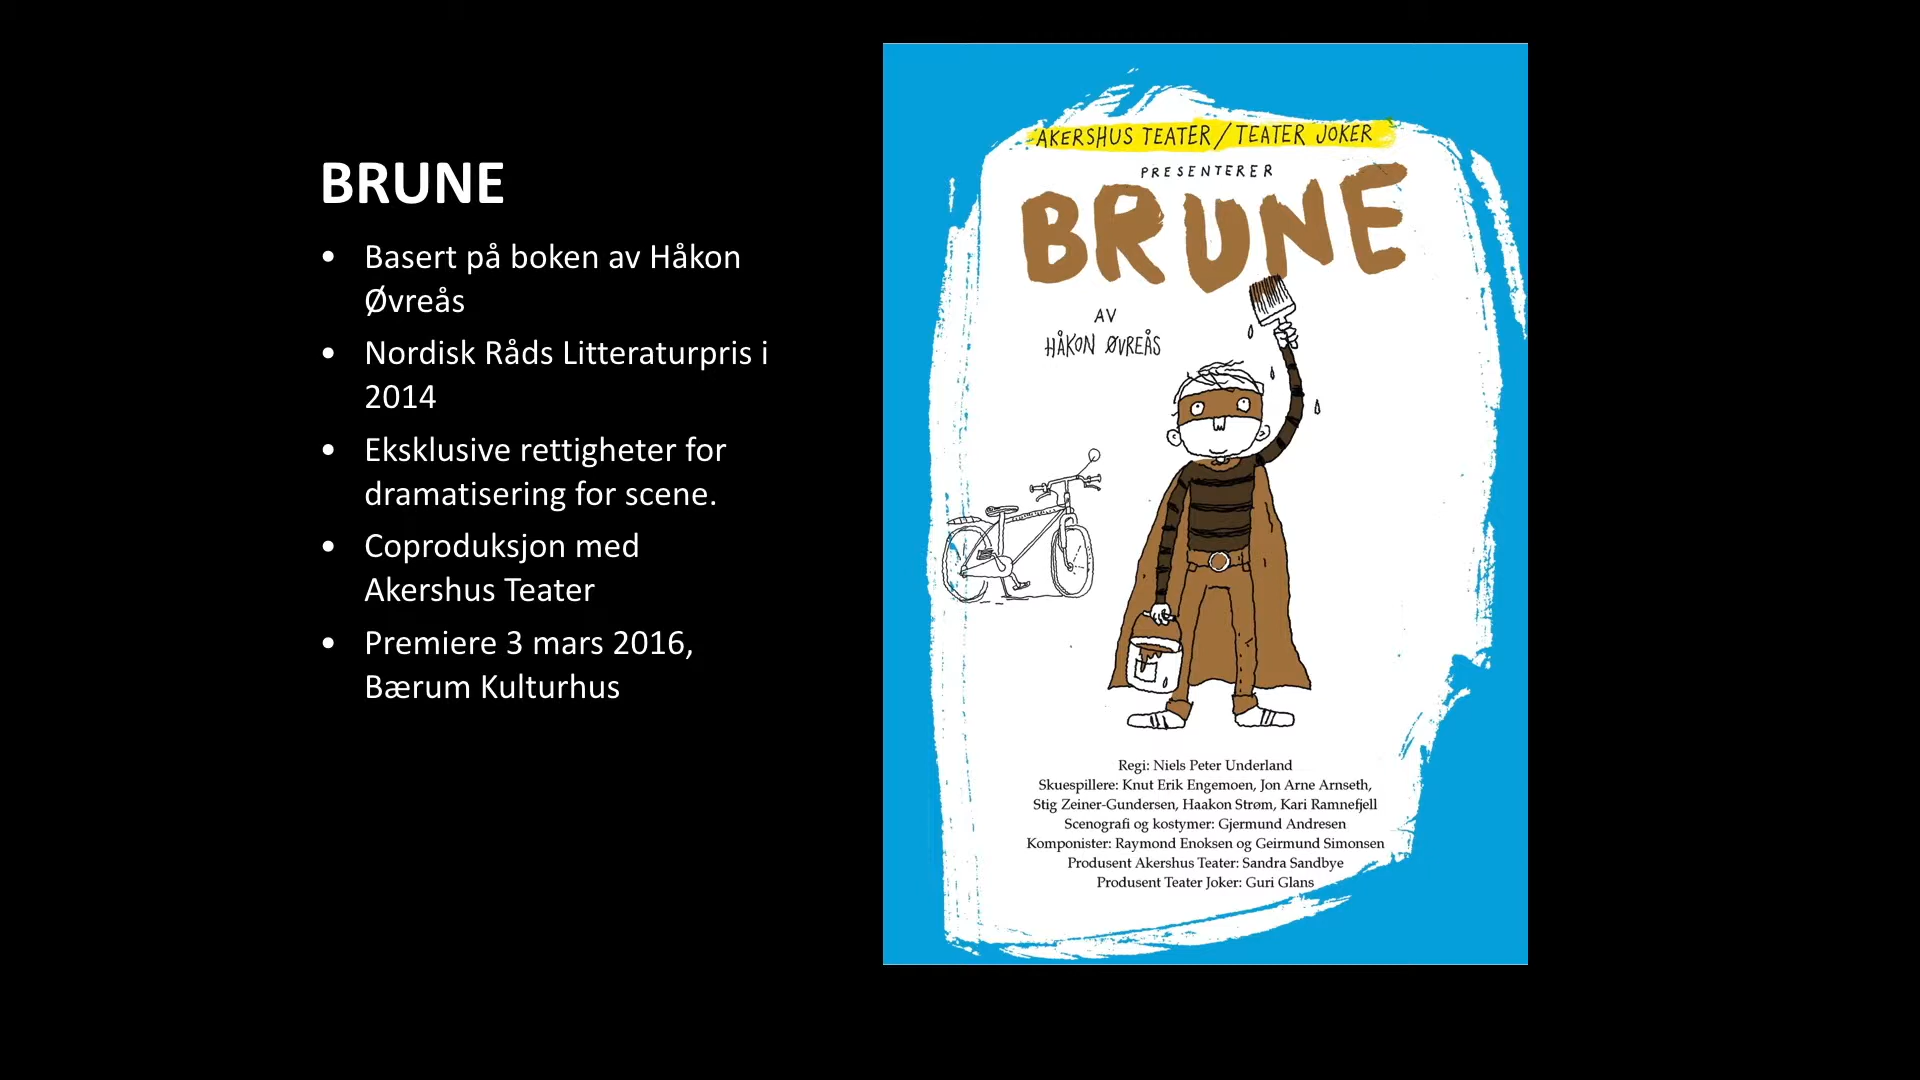 BRUNE
• Basert på boken av Håkon
Øvreås
• Nordisk Råds Litteraturpris i
2014
• Eksklusive rettigheter for
dramatisering for scene.
• Coproduksjon med
Akershus Teater
• Premiere 3 mars 2016,
Bærum Kulturhus
AKERSHUS TEATER/TEATER JOKER
PRESENTERER
BRUNE
AV
HÅKON ØVREÅS
Regi: Niels Peter Underland
Skuespillere: Knut Erik Engemoen, Jon Arne Arnseth,
Stig Zeiner-Gundersen, Haakon Strøm, Kari Ramnefjell
Scenografi og kostymer: Gjermund Andresen
Komponister: Raymond Enoksen og Geirmund Simonsen
Produsent Akershus Teater: Sandra Sandbye
Produsent Teater Joker: Guri Glans